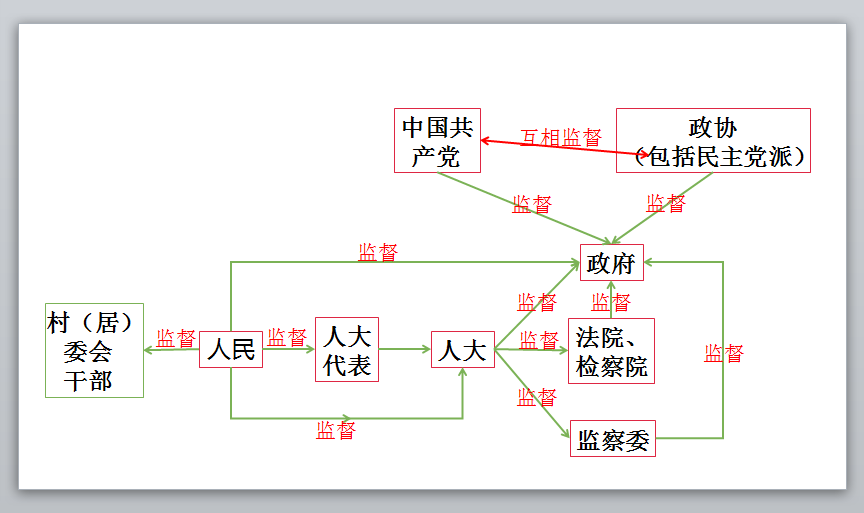 中国共
产党
互相监督
政协
（包括民主党派）
监督
监督
监督
政府
村（居）
委会
干部
监督
人民
监督
人大
代表
人大
监督
监督
监督
法院、
检察院
监督
监督
监督
监察委